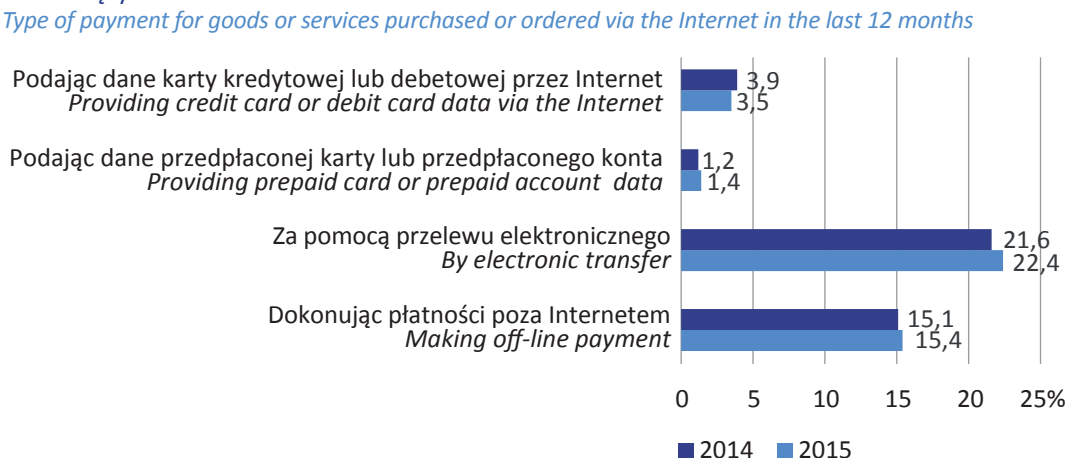 Type of payment for goods or services purchased or ordered via the Internet in the last 12 months
Podając dane karty kredytowej lub debetowej przez Internet
Providing credit card or debit card data via the Internet
3,9
3,5
Podając dane przedpłaconej karty lub przedpłaconego konta
Providing prepaid card or prepaid account data
1,2
1,4
Za pomocą przelewu elektronicznego
By electronic transfer
21,6
22,4
Dokonując płatności poza Internetem
Making off-line payment
15,1
15,4
0 5 10 15 20 25%
2014 2015